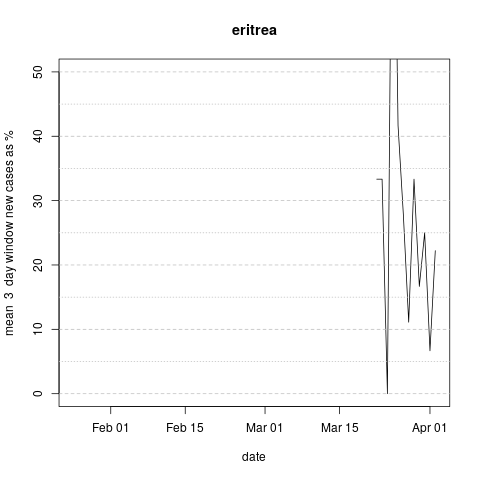 eritrea
mean 3 day window new cases as %
50
40
30
20
10
0
Feb 01
Feb 15
Mar 01
Mar 15
Apr 01
date